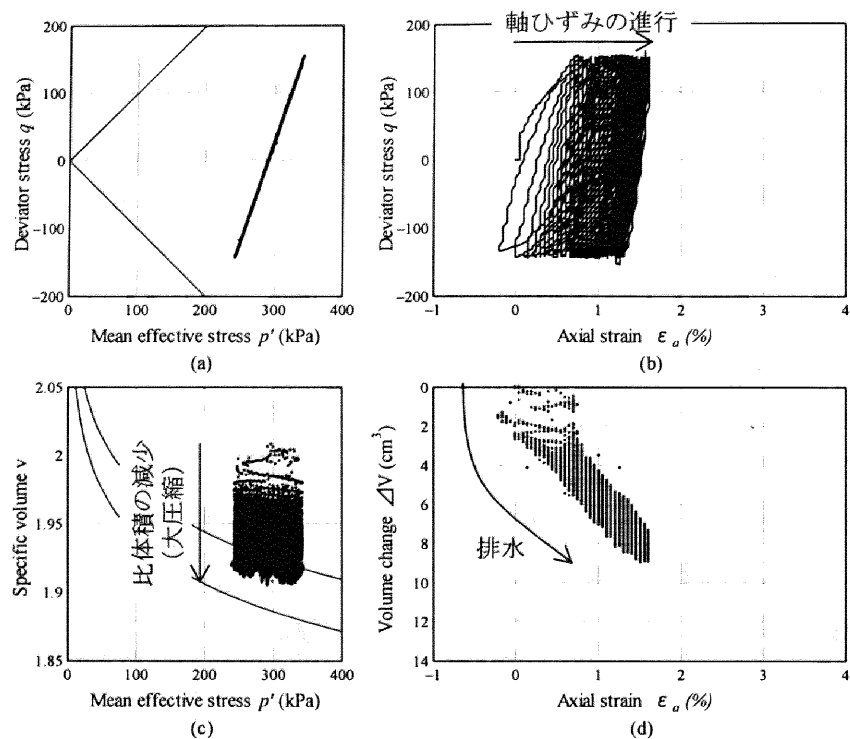 軸ひずみの進行
200
100
0
−100
−200
Deviator stress q (kPa)
0
100
200
300
400
Mean effective stress p′ (kPa)
(a)
200
100
0
−100
−200
Deviator stress q (kPa)
−1
0
1
2
3
4
Axial strain ε a (%)
(b)
2.05
2
1.95
1.9
1.85
Specific volume v
比体積の減少
(大圧縮)
0
100
200
300
400
Mean effective stress p′ (kPa)
(c)
0
2
4
6
8
10
12
14
Volume change ⊿V (cm³)
排水
−1
0
1
2
3
4
Axial strain ε a (%)
(d)